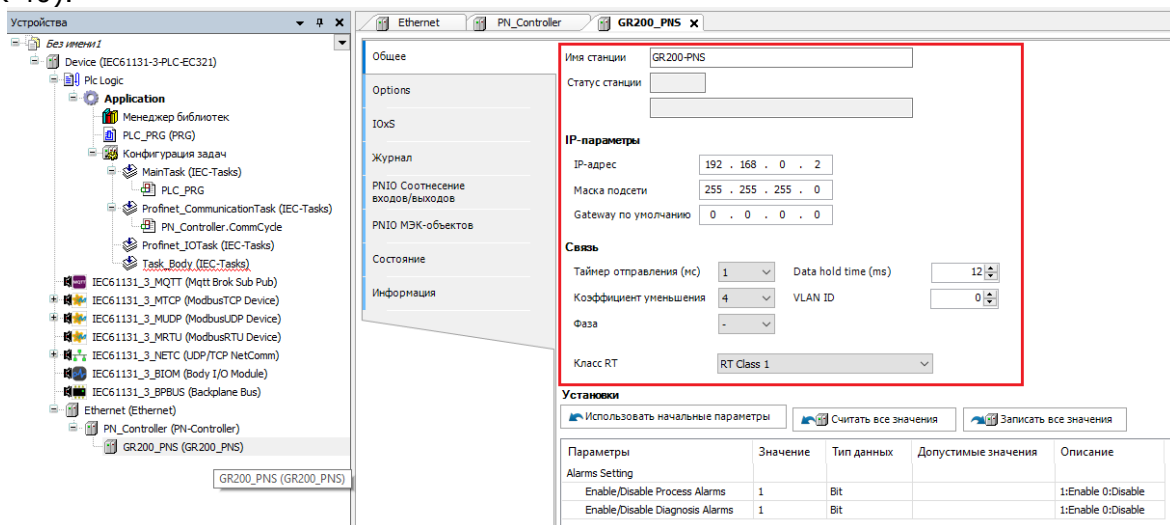 Устройства
Без имени1
Device (IEC61131-3-PLC-EC321)
Plc Logic
Application
Менеджер библиотек
PLC_PRG (PRG)
Конфигурация задач
MainTask (IEC-Tasks)
PLC_PRG
Profinet_CommunicationTask (IEC-Tasks)
PN_Controller.CommCycle
Profinet_IOTask (IEC-Tasks)
Task_Body (IEC-Tasks)
IEC61131_3_MQTT (Mqtt Brok Sub Pub)
IEC61131_3_MTCP (ModbusTCP Device)
IEC61131_3_MUDP (ModbusUDP Device)
IEC61131_3_MRTU (ModbusRTU Device)
IEC61131_3_NETC (UDP/TCP NetComm)
IEC61131_3_BIOM (Body I/O Module)
IEC61131_3_BPBUS (Backplane Bus)
Ethernet (Ethernet)
PN_Controller (PN-Controller)
GR200_PNS (GR200_PNS)
GR200_PNS (GR200_PNS)
Ethernet PN_Controller GR200_PNS
Общее
Options
IOxS
Журнал
PNIO Соотнесение
входов/выходов
PNIO МЭК-объектов
Состояние
Информация
Имя станции GR200-PNS
Статус станции
IP-параметры
IP-адрес 192 . 168 . 0 . 2
Маска подсети 255 . 255 . 255 . 0
Gateway по умолчанию 0 . 0 . 0 . 0
Связь
Таймер отправления (мс) 1 Data hold time (ms) 12
Коэффициент уменьшения 4 VLAN ID 0
Фаза -
Класс RT RT Class 1
Установки
Использовать начальные параметры Считать все значения Записать все значения
Параметры Значение Тип данных Допустимые значения Описание
Alarms Setting
Enable/Disable Process Alarms 1 Bit 1:Enable 0:Disable
Enable/Disable Diagnosis Alarms 1 Bit 1:Enable 0:Disable